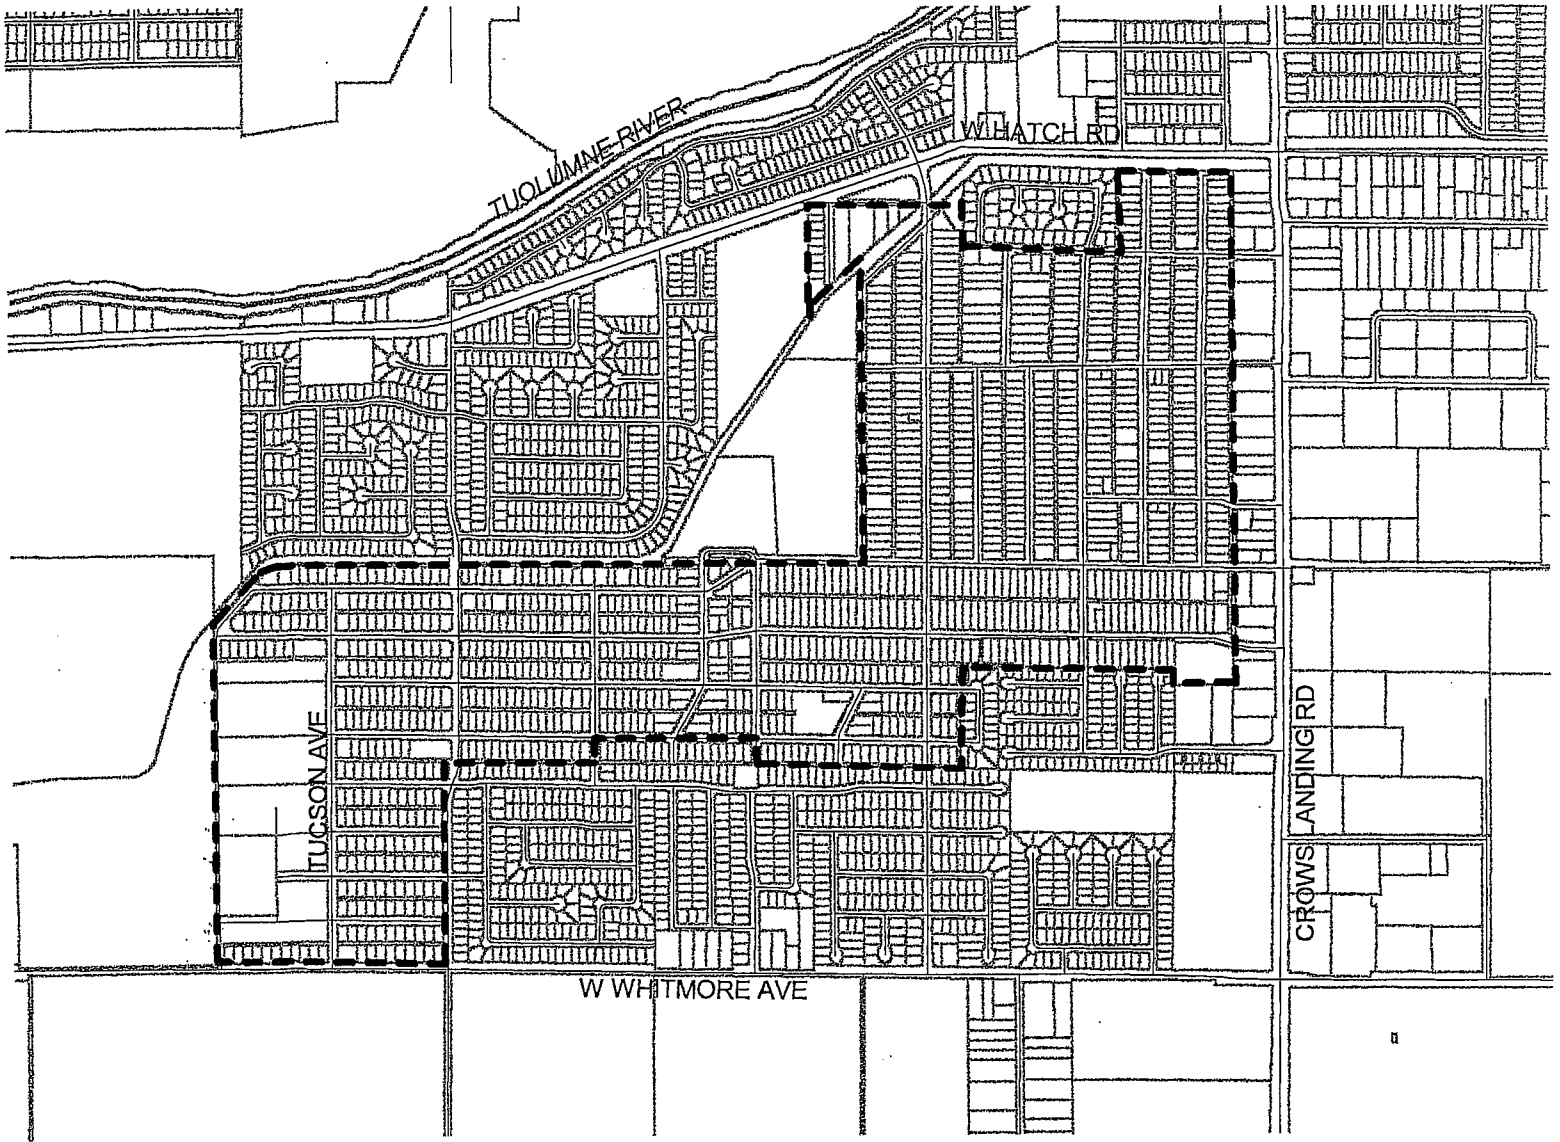 TUOLUMNE RIVER
W HATCH RD
TUCSON AVE
CROWS LANDING RD
W WHITMORE AVE